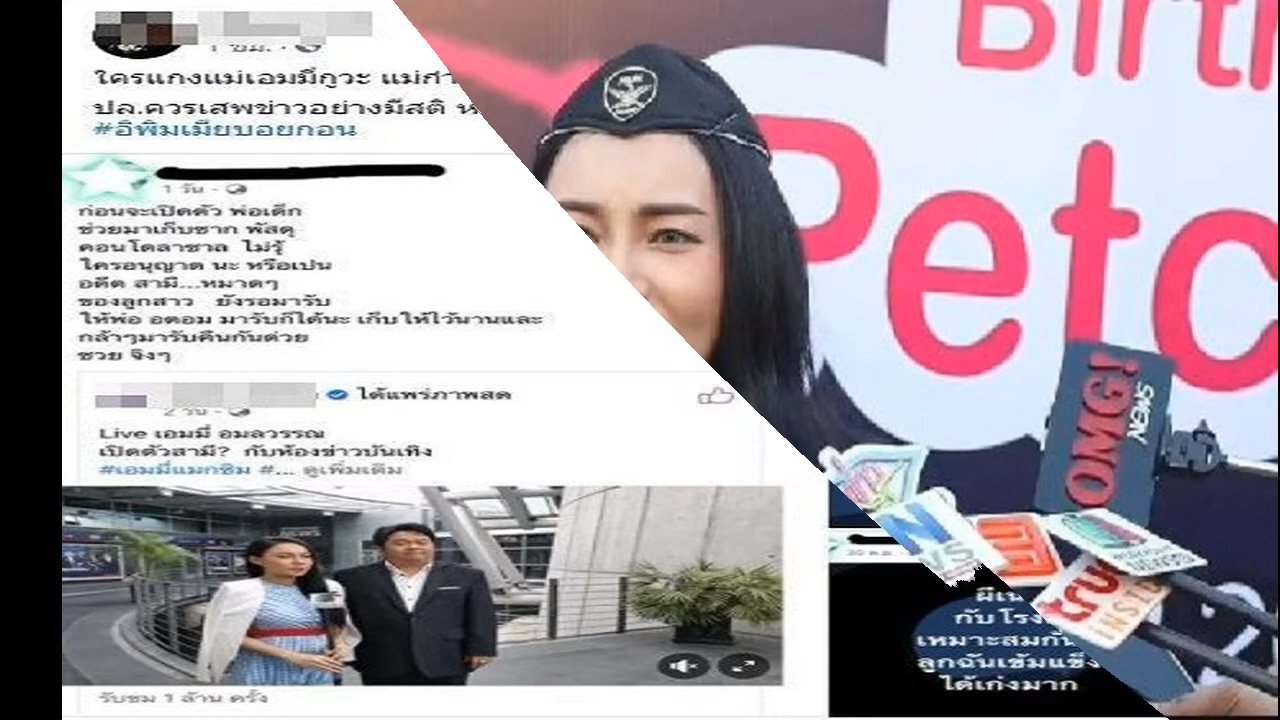 1 ชม.
ใครแกงแม่เอมมี่กูวะ
ปล.ควรเสพข่าวอย่างมีสติ
#อีพิมเมียบอยกอน
1 วัน
ก่อนจะเปิดตัว พ่อเด็ก
ช่วยมาเก็บซาก พัสดุ
คอนโดลาซาล ไม่รู้
ใครอนุญาต นะ หรือเปน
อดีต สามี...หมาดๆ
ของลูกสาว ยังรอมารับ
ให้พ่อ อตอม มารับก็ได้นะ เก็บให้ไว้นานและ
กล้าๆมารับคืนกันด่วย
ซวย จิงๆ
ได้แพร่ภาพสด
2 วัน
Live เอมมี่ อมลวรรณ
เปิดตัวสามี? กับห้องข่าวบันเทิง
#เอมมี่แมกซิม #... ดูเพิ่มเติม
รับชม 1 ล้าน ครั้ง
Birt
Petc
OMG!
NEWS
true
INSIDE
กับโรง
เหมาะสมกัน
ลูกฉันเข้มแข็ง
ได้เก่งมาก